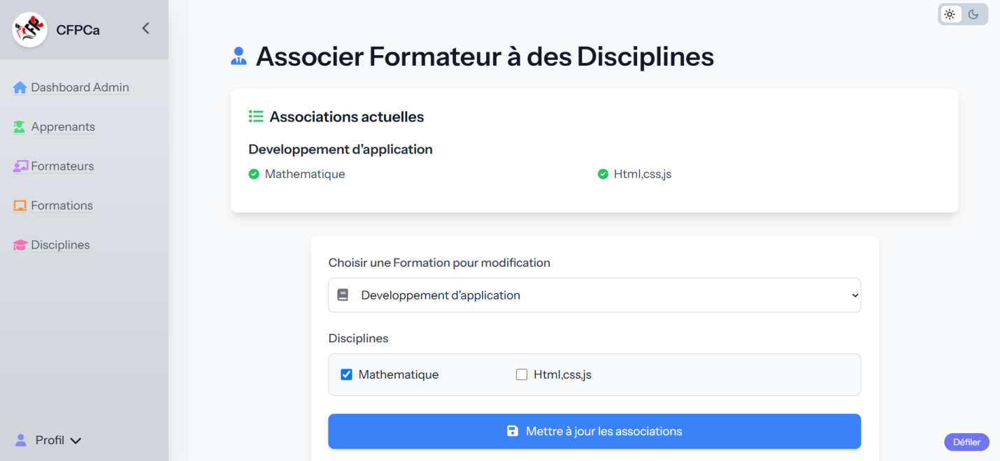 CFPCa
Dashboard Admin
Apprenants
Formateurs
Formations
Disciplines
Profil
Associer Formateur à des Disciplines
Associations actuelles
Developpement d'application
Mathematique
Html,css,js
Choisir une Formation pour modification
Developpement d'application
Disciplines
Mathematique
Html,css,js
Mettre à jour les associations
Défiler